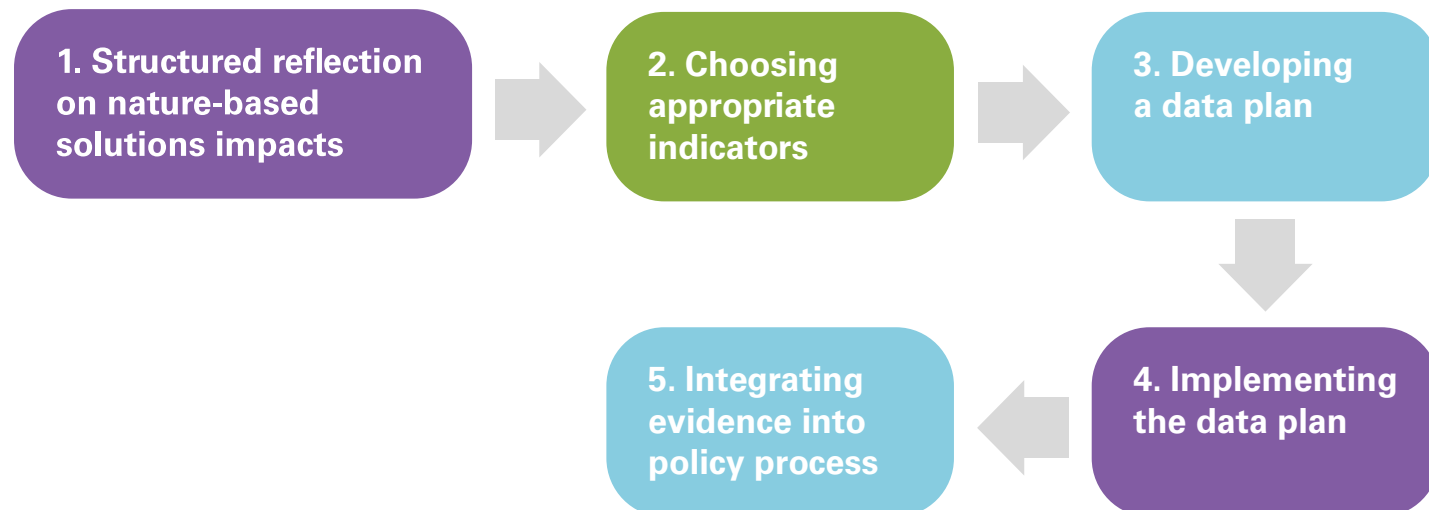 1. Structured reflection
on nature-based
solutions impacts
2. Choosing
appropriate
indicators
3. Developing
a data plan
4. Implementing
the data plan
5. Integrating
evidence into
policy process